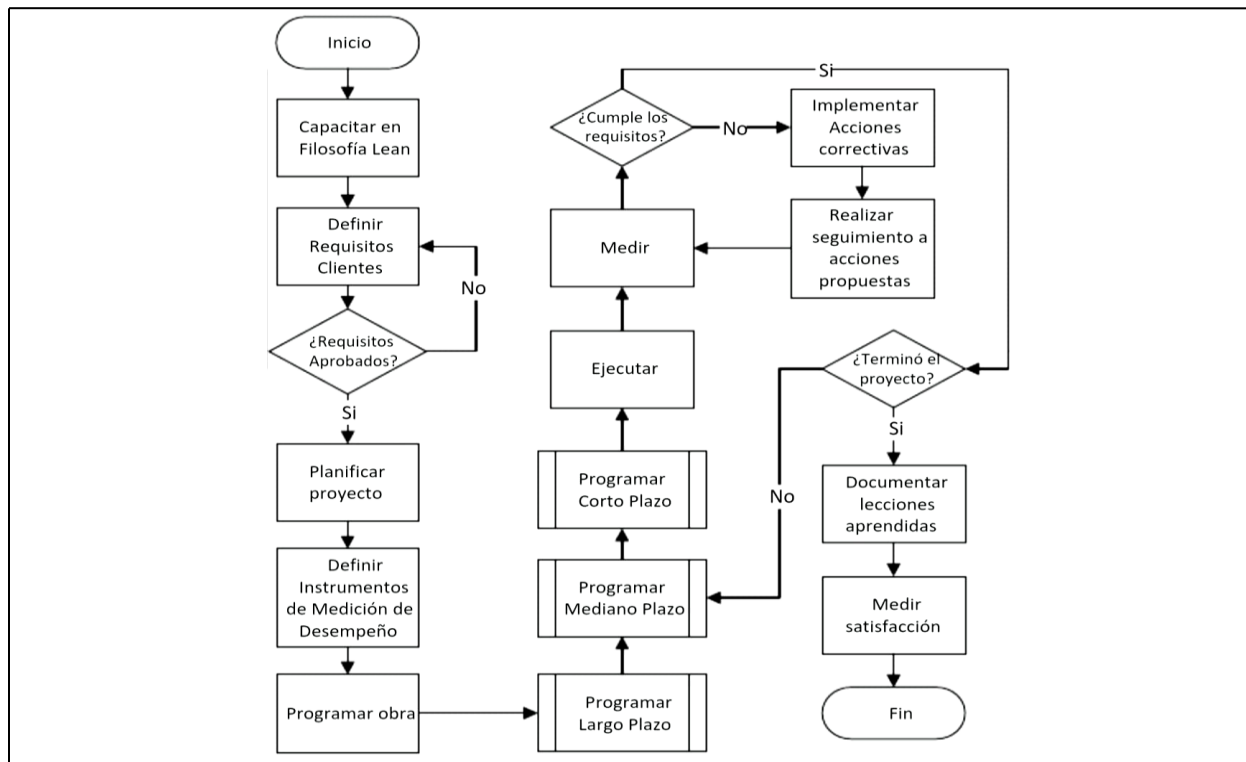 Inicio
Capacitar en
Filosofía Lean
Definir
Requisitos
Clientes
No
¿Requisitos
Aprobados?
Si
Planificar
proyecto
Definir
Instrumentos
de Medición de
Desempeño
Programar obra
Programar
Largo Plazo
Programar
Mediano Plazo
Programar
Corto Plazo
Ejecutar
Medir
¿Cumple los
requisitos?
No
Si
Implementar
Acciones
correctivas
Realizar
seguimiento a
acciones
propuestas
¿Terminó el
proyecto?
No
Si
Documentar
lecciones
aprendidas
Medir
satisfacción
Fin